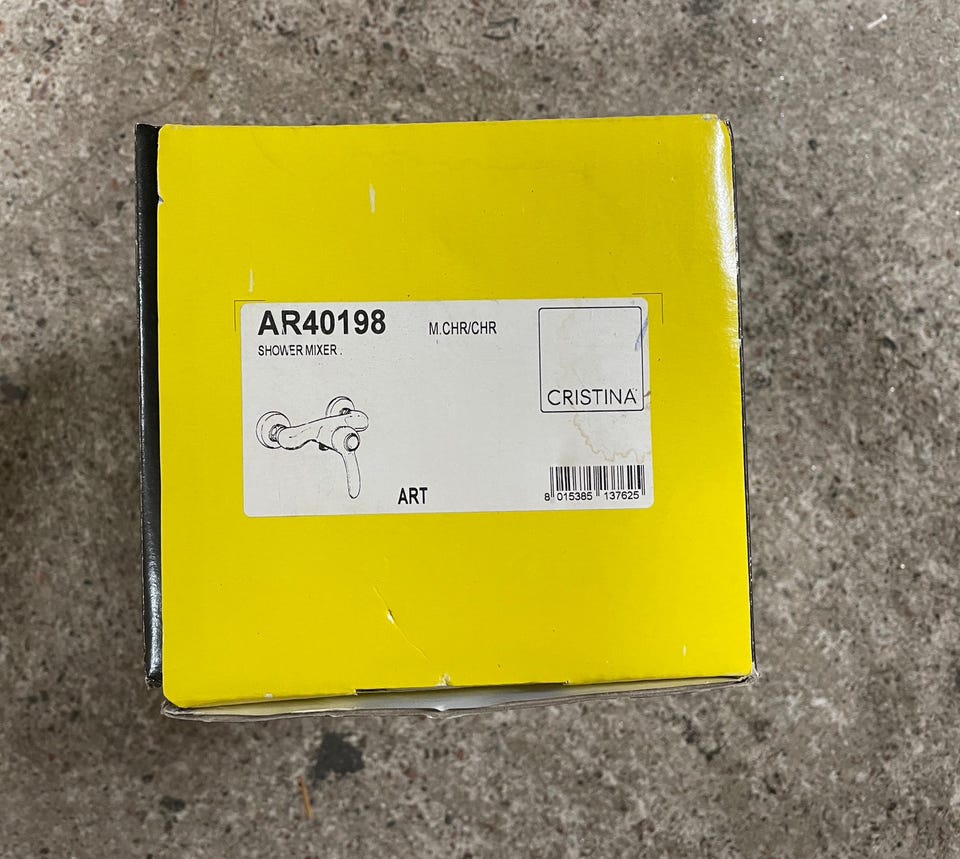 AR40198
M.CHR/CHR
SHOWER MIXER .
CRISTINA
ART
8 015385 137625